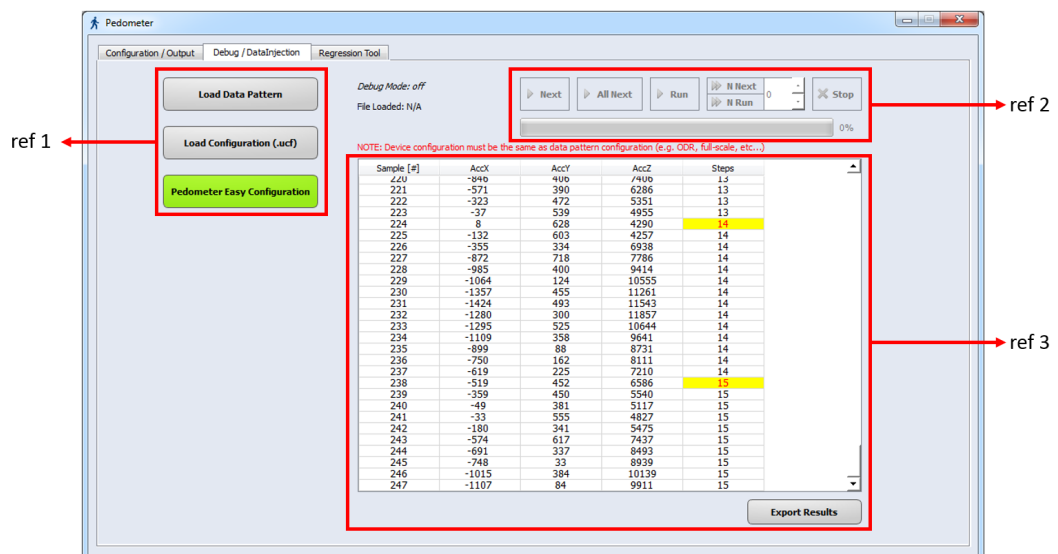 Pedometer
Configuration / Output Debug / DataInjection Regression Tool
Load Data Pattern
Load Configuration (.ucf)
Pedometer Easy Configuration
ref 1
Debug Mode: off
File Loaded: N/A
Next All Next Run N Next N Run 0 Stop
0%
ref 2
NOTE: Device configuration must be the same as data pattern configuration (e.g. ODR, full-scale, etc...)
Sample [#] AccX AccY AccZ Steps
220 -846 406 7406 13
221 -571 390 6286 13
222 -323 472 5351 13
223 -37 539 4955 13
224 8 628 4290 14
225 -132 603 4257 14
226 -355 334 6938 14
227 -872 718 7786 14
228 -985 400 9414 14
229 -1064 124 10555 14
230 -1357 455 11261 14
231 -1424 493 11543 14
232 -1280 300 11857 14
233 -1295 525 10644 14
234 -1109 358 9641 14
235 -899 88 8731 14
236 -750 162 8111 14
237 -619 225 7210 14
238 -519 452 6586 15
239 -359 450 5540 15
240 -49 381 5117 15
241 -33 555 4827 15
242 -180 341 5475 15
243 -574 617 7437 15
244 -691 337 8493 15
245 -748 33 8939 15
246 -1015 384 10139 15
247 -1107 84 9911 15
ref 3
Export Results